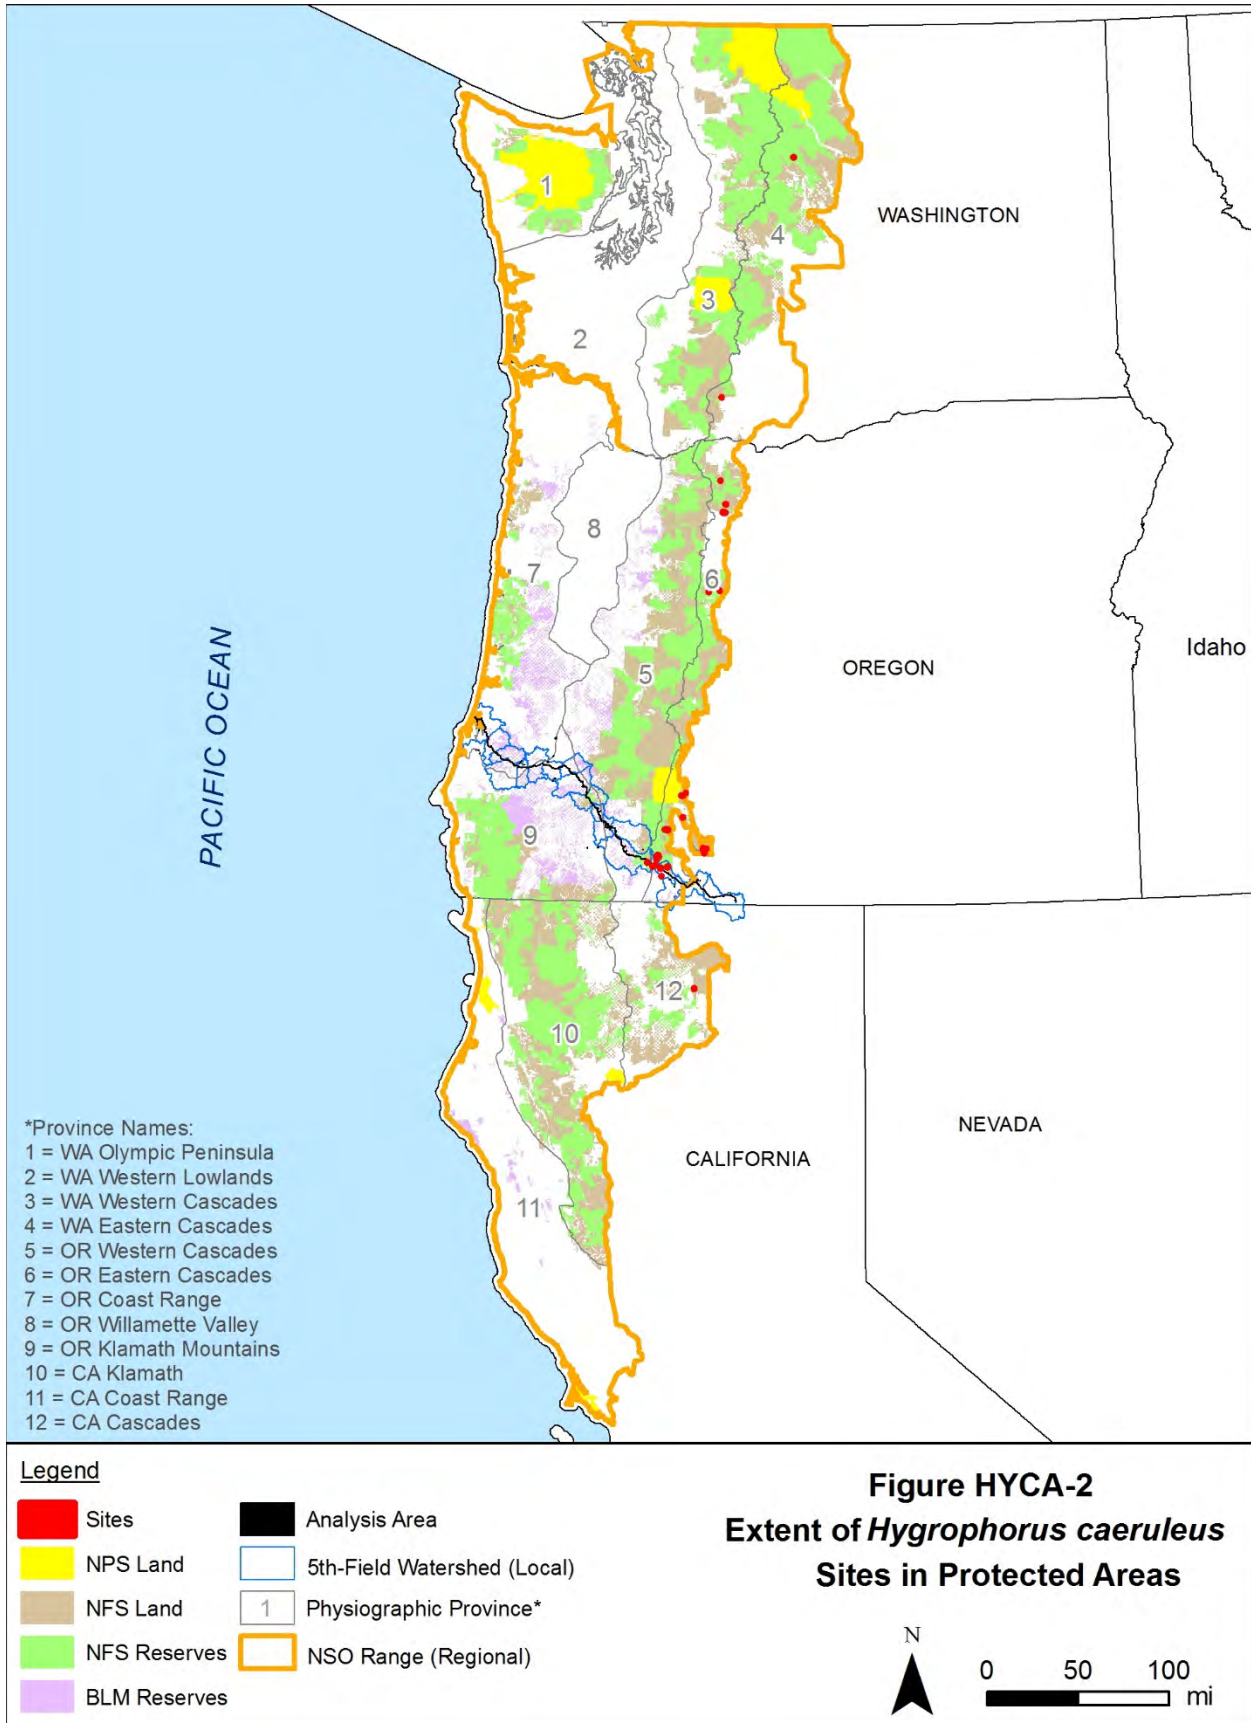 WASHINGTON
1
4
3
2
8
7
6
OREGON
Idaho
5
PACIFIC OCEAN
9
12
10
NEVADA
CALIFORNIA
11
*Province Names:
1 = WA Olympic Peninsula
2 = WA Western Lowlands
3 = WA Western Cascades
4 = WA Eastern Cascades
5 = OR Western Cascades
6 = OR Eastern Cascades
7 = OR Coast Range
8 = OR Willamette Valley
9 = OR Klamath Mountains
10 = CA Klamath
11 = CA Coast Range
12 = CA Cascades
Legend
Sites
NPS Land
NFS Land
NFS Reserves
BLM Reserves
Analysis Area
5th-Field Watershed (Local)
1 Physiographic Province*
NSO Range (Regional)
Figure HYCA-2
Extent of Hygrophorus caeruleus
Sites in Protected Areas
N
0 50 100
mi